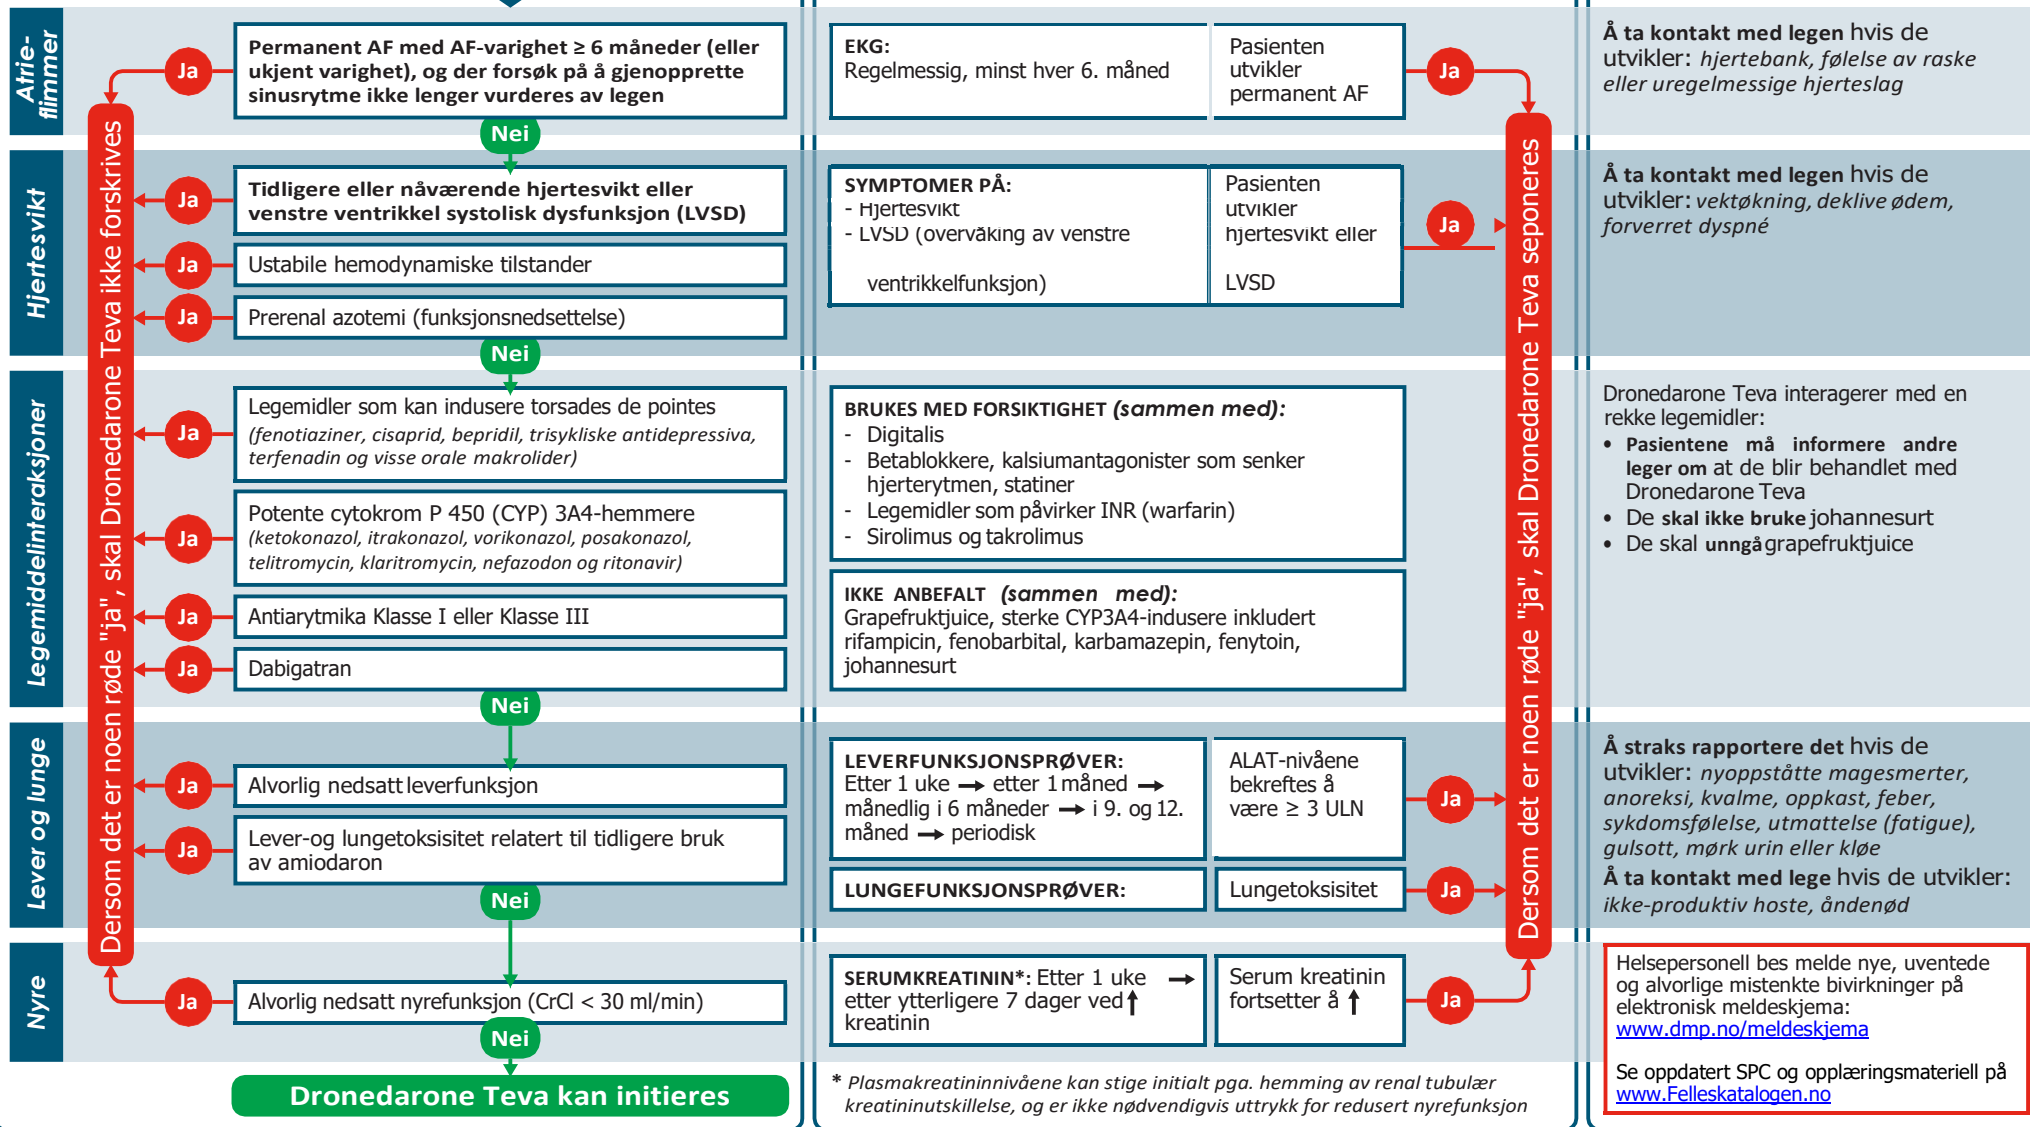 Atrie-
flimmer
Ja
Permanent AF med AF-varighet ≥ 6 måneder (eller
ukjent varighet), og der forsøk på å gjenopprette
sinusrytme ikke lenger vurderes av legen
Nei
EKG:
Regelmessig, minst hver 6. måned
Pasienten
utvikler
permanent AF
Ja
Å ta kontakt med legen hvis de
utvikler: hjertebank, følelse av raske
eller uregelmessige hjerteslag
Dersom det er noen røde "ja", skal Dronedarone Teva ikke forskrives
Dersom det er noen røde "ja", skal Dronedarone Teva seponeres
Hjertesvikt
Ja
Tidligere eller nåværende hjertesvikt eller
venstre ventrikkel systolisk dysfunksjon (LVSD)
Ja
Ustabile hemodynamiske tilstander
Ja
Prerenal azotemi (funksjonsnedsettelse)
Nei
SYMPTOMER PÅ:
- Hjertesvikt
- LVSD (overvåking av venstre
ventrikkelfunksjon)
Pasienten
utvikler
hjertesvikt eller
LVSD
Ja
Å ta kontakt med legen hvis de
utvikler: vektøkning, deklive ødem,
forverret dyspné
Legemiddelinteraksjoner
Ja
Legemidler som kan indusere torsades de pointes
(fenotiaziner, cisaprid, bepridil, trisykliske antidepressiva,
terfenadin og visse orale makrolider)
Ja
Potente cytokrom P 450 (CYP) 3A4-hemmere
(ketokonazol, itrakonazol, vorikonazol, posakonazol,
telitromycin, klaritromycin, nefazodon og ritonavir)
Ja
Antiarytmika Klasse I eller Klasse III
Ja
Dabigatran
Nei
BRUKES MED FORSIKTIGHET (sammen med):
- Digitalis
- Betablokkere, kalsiumantagonister som senker
hjerterytmen, statiner
- Legemidler som påvirker INR (warfarin)
- Sirolimus og takrolimus
IKKE ANBEFALT (sammen med):
Grapefruktjuice, sterke CYP3A4-indusere inkludert
rifampicin, fenobarbital, karbamazepin, fenytoin,
johannesurt
Dronedarone Teva interagerer med en
rekke legemidler:
• Pasientene må informere andre
leger om at de blir behandlet med
Dronedarone Teva
• De skal ikke bruke johannesurt
• De skal unngå grapefruktjuice
Lever og lunge
Ja
Alvorlig nedsatt leverfunksjon
Ja
Lever-og lungetoksisitet relatert til tidligere bruk
av amiodaron
Nei
LEVERFUNKSJONSPRØVER:
Etter 1 uke → etter 1 måned →
månedlig i 6 måneder → i 9. og 12.
måned → periodisk
ALAT-nivåene
bekreftes å
være ≥ 3 ULN
Ja
LUNGEFUNKSJONSPRØVER:
Lungetoksisitet
Ja
Å straks rapportere det hvis de
utvikler: nyoppståtte magesmerter,
anoreksi, kvalme, oppkast, feber,
sykdomsfølelse, utmattelse (fatigue),
gulsott, mørk urin eller kløe
Å ta kontakt med lege hvis de utvikler:
ikke-produktiv hoste, åndenød
Nyre
Ja
Alvorlig nedsatt nyrefunksjon (CrCl < 30 ml/min)
Nei
Dronedarone Teva kan initieres
SERUMKREATININ*: Etter 1 uke →
etter ytterligere 7 dager ved ↑
kreatinin
Serum kreatinin
fortsetter å ↑
Ja
* Plasmakreatininnivåene kan stige initialt pga. hemming av renal tubulær
kreatininutskillelse, og er ikke nødvendigvis uttrykk for redusert nyrefunksjon
Helsepersonell bes melde nye, uventede
og alvorlige mistenkte bivirkninger på
elektronisk meldeskjema:
www.dmp.no/meldeskjema
Se oppdatert SPC og opplæringsmateriell på
www.Felleskatalogen.no